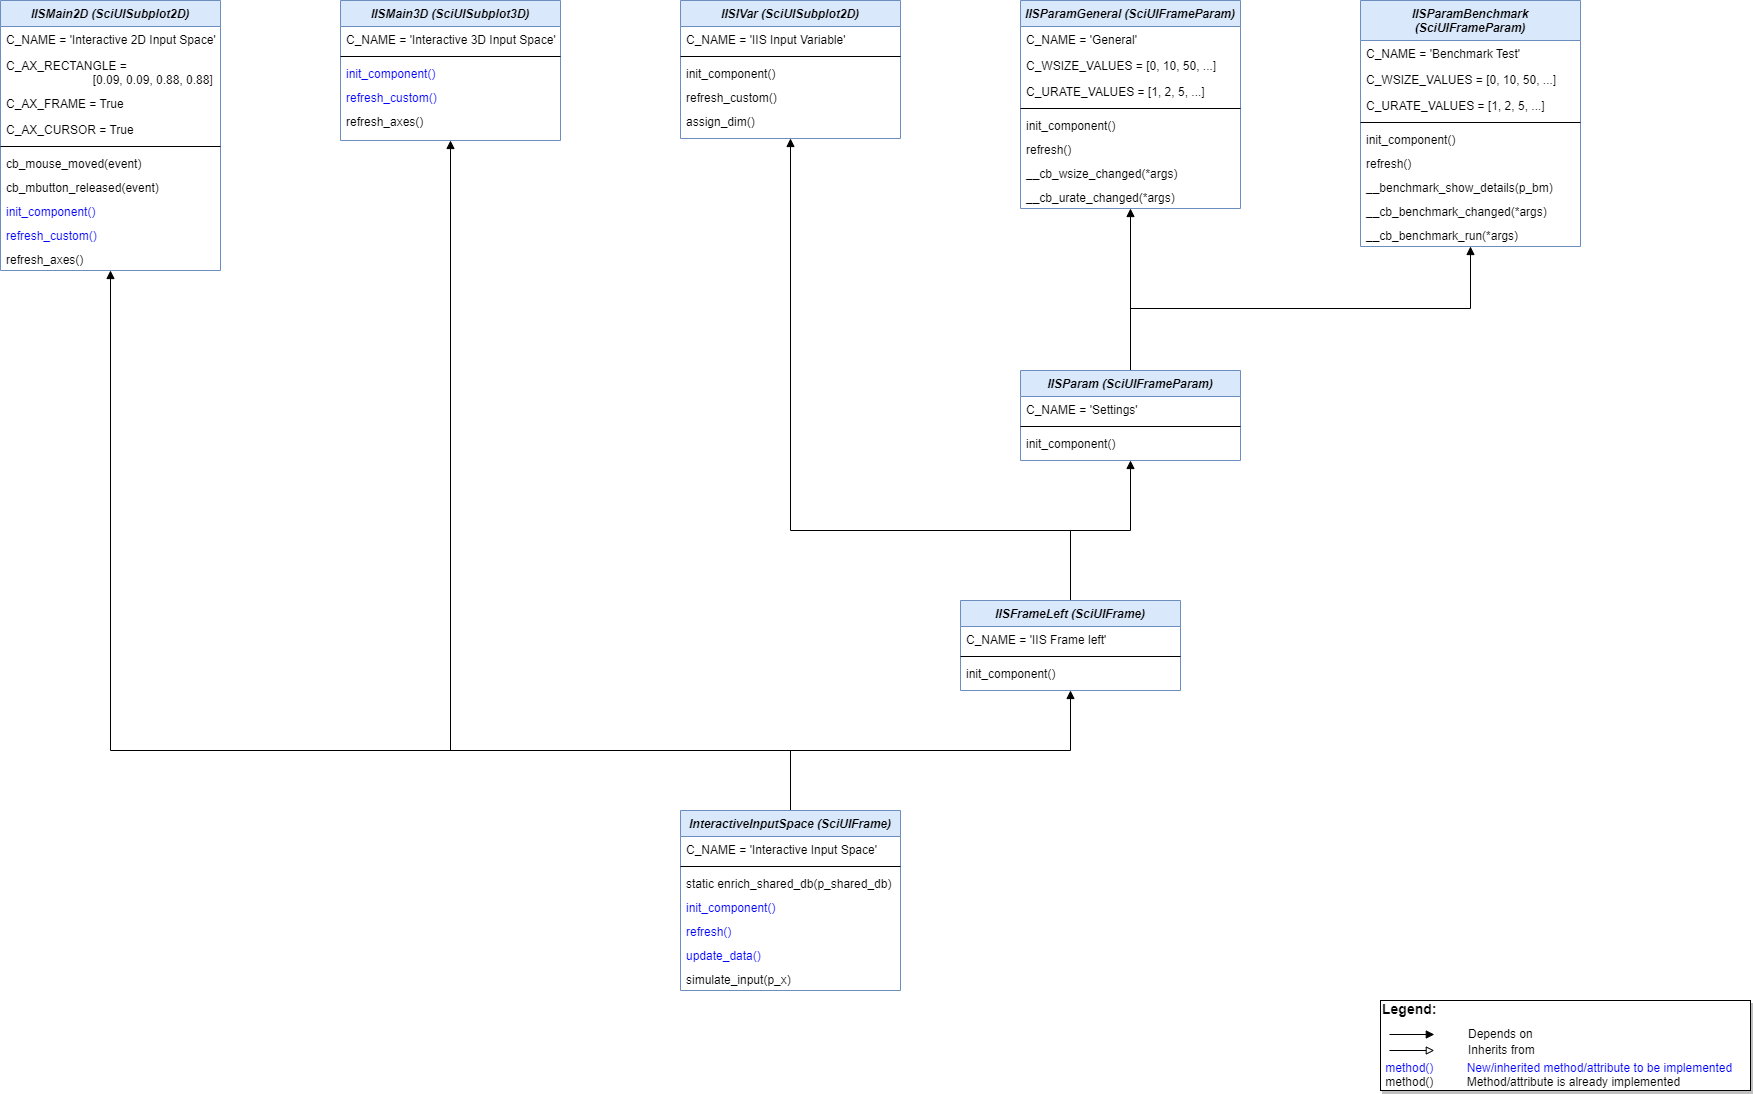 IISMain2D (SciUISubplot2D)
C_NAME = 'Interactive 2D Input Space'
C_AX_RECTANGLE =
[0.09, 0.09, 0.88, 0.88]
C_AX_FRAME = True
C_AX_CURSOR = True
cb_mouse_moved(event)
cb_mbutton_released(event)
init_component()
refresh_custom()
refresh_axes()
IISMain3D (SciUISubplot3D)
C_NAME = 'Interactive 3D Input Space'
init_component()
refresh_custom()
refresh_axes()
IISIVar (SciUISubplot2D)
C_NAME = 'IIS Input Variable'
init_component()
refresh_custom()
assign_dim()
IISParamGeneral (SciUIFrameParam)
C_NAME = 'General'
C_WSIZE_VALUES = [0, 10, 50, ...]
C_URATE_VALUES = [1, 2, 5, ...]
init_component()
refresh()
__cb_wsize_changed(*args)
__cb_urate_changed(*args)
IISParamBenchmark
(SciUIFrameParam)
C_NAME = 'Benchmark Test'
C_WSIZE_VALUES = [0, 10, 50, ...]
C_URATE_VALUES = [1, 2, 5, ...]
init_component()
refresh()
__benchmark_show_details(p_bm)
__cb_benchmark_changed(*args)
__cb_benchmark_run(*args)
IISParam (SciUIFrameParam)
C_NAME = 'Settings'
init_component()
IISFrameLeft (SciUIFrame)
C_NAME = 'IIS Frame left'
init_component()
InteractiveInputSpace (SciUIFrame)
C_NAME = 'Interactive Input Space'
static enrich_shared_db(p_shared_db)
init_component()
refresh()
update_data()
simulate_input(p_x)
Legend:
Depends on
Inherits from
method() New/inherited method/attribute to be implemented
method() Method/attribute is already implemented